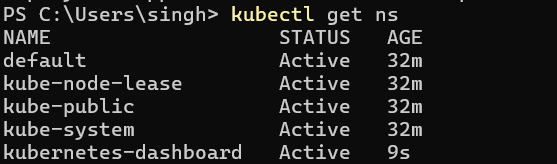 PS C:\Users\singh> kubectl get ns
NAME                   STATUS   AGE
default                Active   32m
kube-node-lease        Active   32m
kube-public            Active   32m
kube-system            Active   32m
kubernetes-dashboard   Active   9s